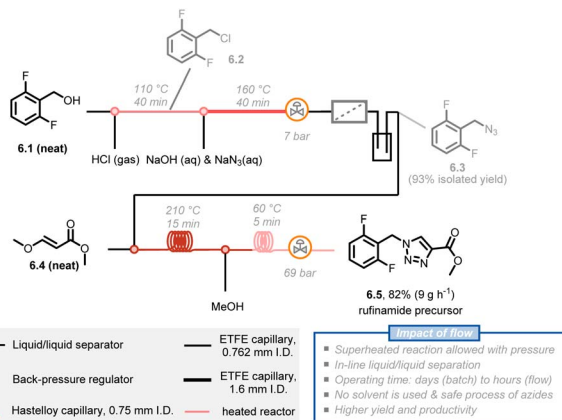 F
Cl
F
6.2
F
OH
F
6.1 (neat)
110 °C
40 min
160 °C
40 min
7 bar
HCl (gas)
NaOH (aq) & NaN3(aq)
F
N3
F
6.3
(93% isolated yield)
O
O
O
6.4 (neat)
210 °C
15 min
60 °C
5 min
69 bar
MeOH
F
N
N
N
F
O
O
6.5, 82% (9 g h-1)
rufinamide precursor
Liquid/liquid separator
ETFE capillary,
0.762 mm I.D.
Back-pressure regulator
ETFE capillary,
1.6 mm I.D.
Hastelloy capillary, 0.75 mm I.D.
heated reactor
Impact of flow
Superheated reaction allowed with pressure
In-line liquid/liquid separation
Operating time: days (batch) to hours (flow)
No solvent is used & safe process of azides
Higher yield and productivity